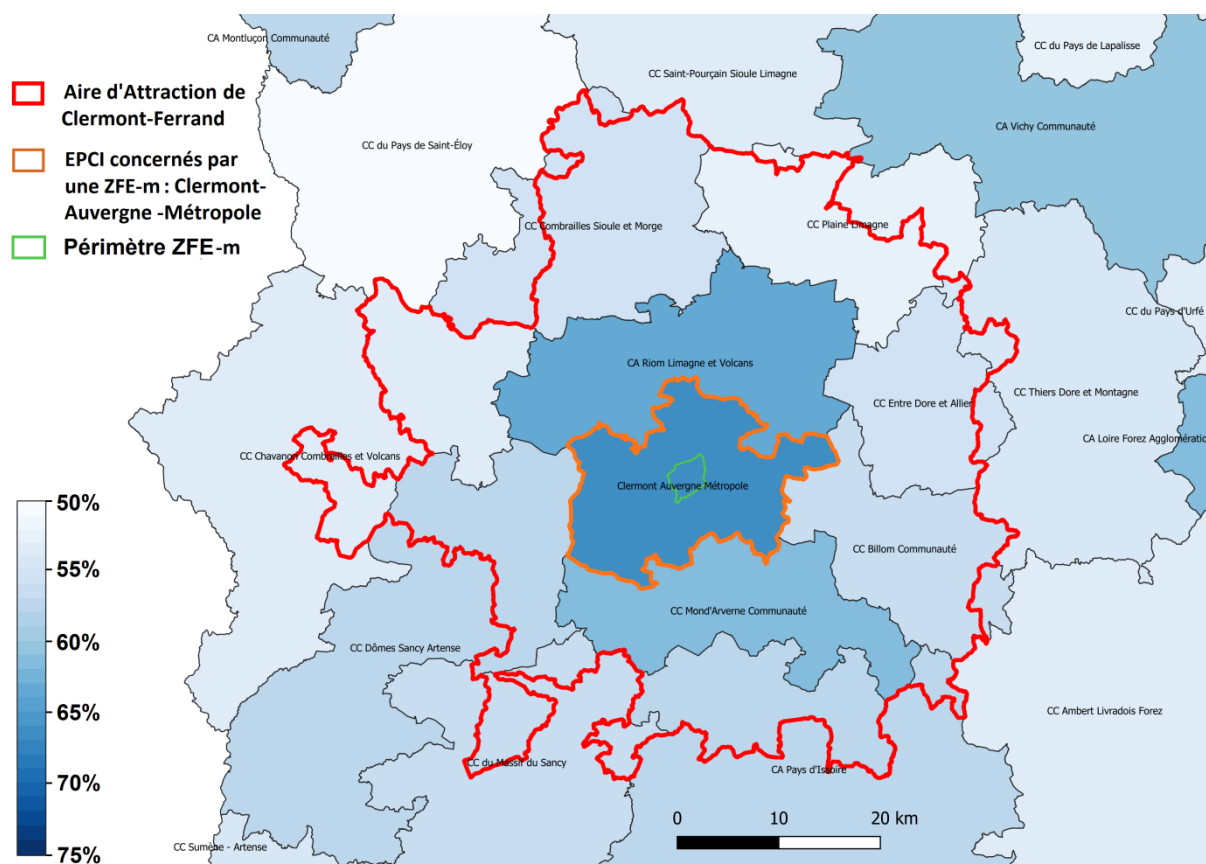 CA Montluçon Communauté
CC du Pays de Lapalisse
CC Saint-Pourçain Sioule Limagne
Aire d'Attraction de
Clermont-Ferrand
CA Vichy Communauté
CC du Pays de Saint-Éloy
EPCI concernés par
une ZFE-m : Clermont-
Auvergne -Métropole
CC Combrailles Sioule et Morge
CC Plaine Limagne
Périmètre ZFE-m
CC du Pays d'Urfé
CA Riom Limagne et Volcans
CC Entre Dore et Allier
CC Thiers Dore et Montagne
CA Loire Forez Agglomératio
CC Chavanon Combrailles et Volcans
Clermont Auvergne Métropole
50%
55%
60%
65%
70%
75%
CC Billom Communauté
CC Mond'Arverne Communauté
CC Dômes Sancy Artense
CC Ambert Livradois Forez
CC du Massif du Sancy
CA Pays d'Issoire
0 10 20 km
CC Sumène - Artense